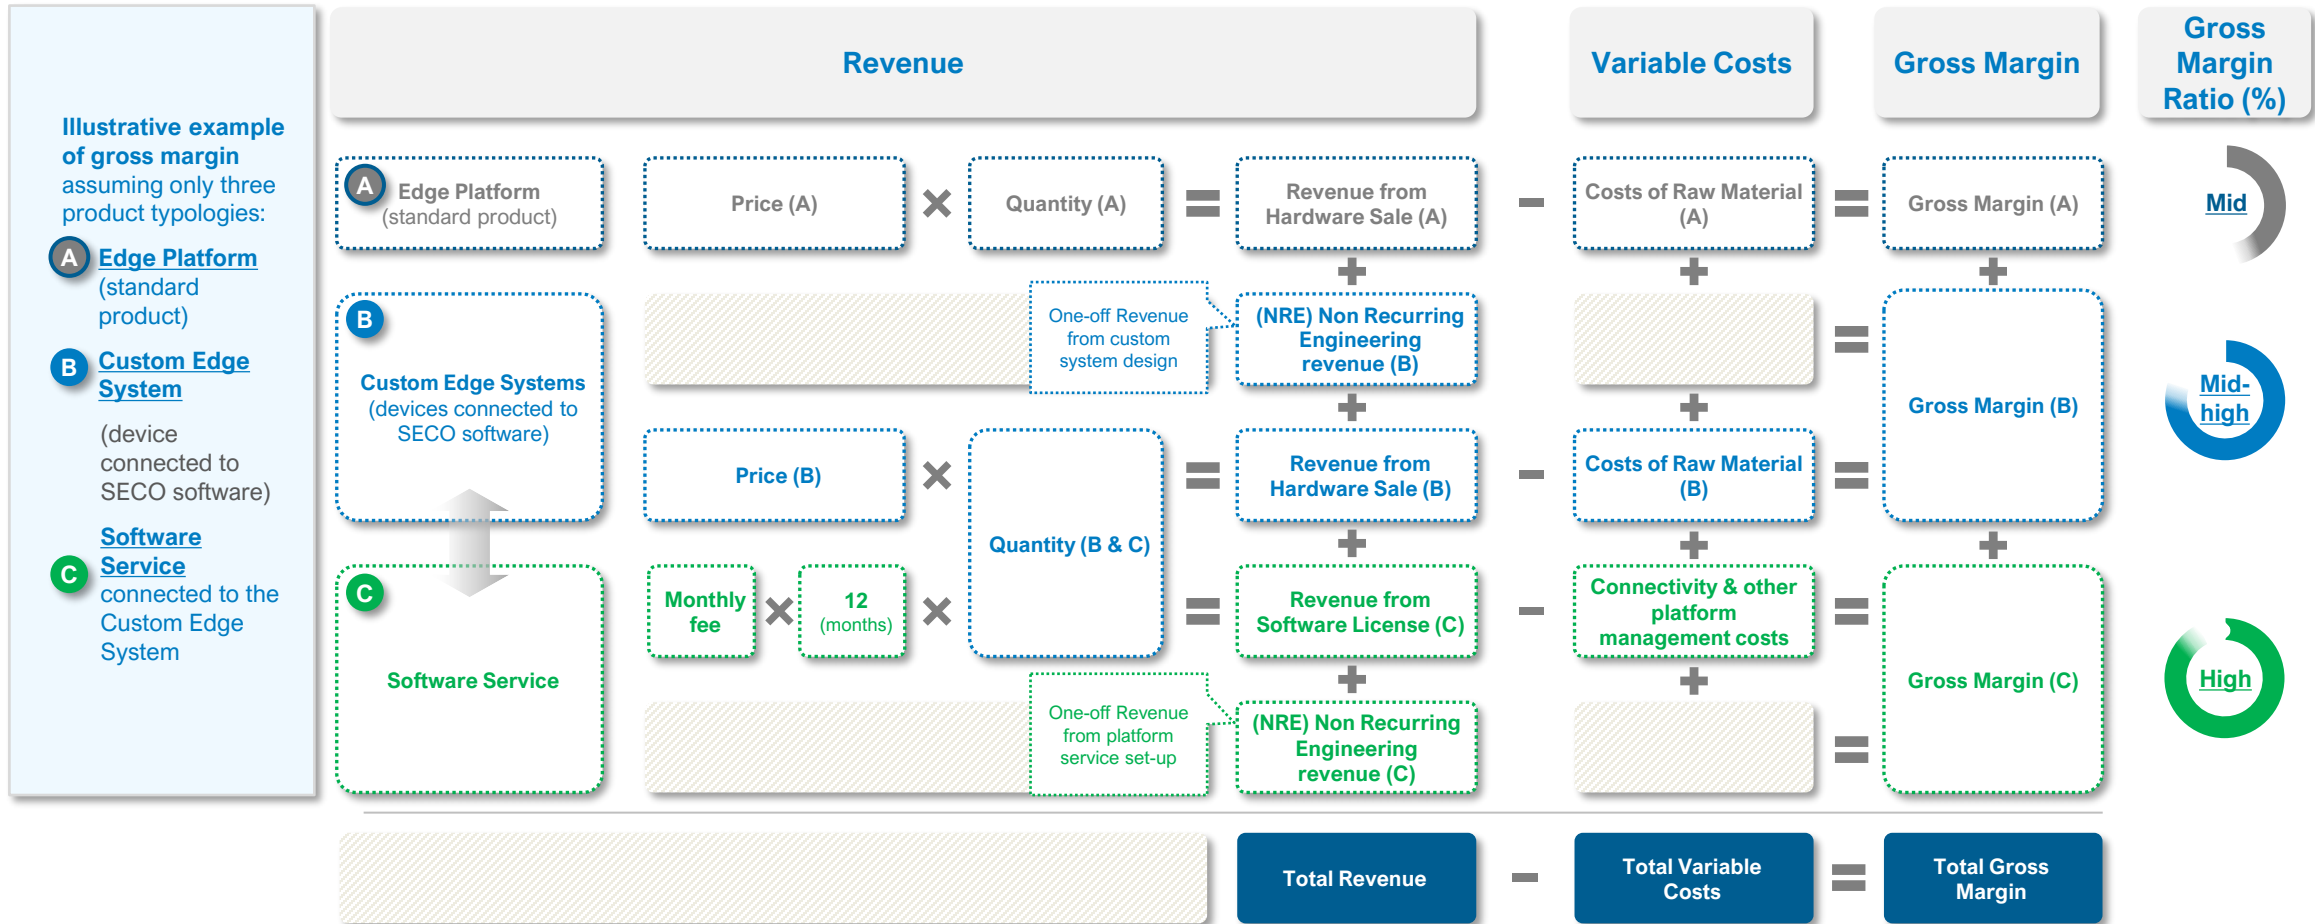 Illustrative example
of gross margin
assuming only three
product typologies:
A
Edge Platform
(standard
product)
B
Custom Edge
System
(device
connected to
SECO software)
C
Software
Service
connected to the
Custom Edge
System
Revenue
Variable Costs
Gross Margin
Gross
Margin
Ratio (%)
A
Edge Platform
(standard product)
Price (A)
×
Quantity (A)
=
Revenue from
Hardware Sale (A)
-
Costs of Raw Material
(A)
=
Gross Margin (A)
Mid
+
+
+
B
Custom Edge Systems
(devices connected to
SECO software)
One-off Revenue
from custom
system design
(NRE) Non Recurring
Engineering
revenue (B)
=
Gross Margin (B)
Mid-
high
+
+
Price (B)
×
Quantity (B & C)
=
Revenue from
Hardware Sale (B)
-
Costs of Raw Material
(B)
=
+
+
+
C
Software Service
Monthly
fee
×
12
(months)
×
=
Revenue from
Software License (C)
-
Connectivity & other
platform
management costs
=
Gross Margin (C)
High
+
+
One-off Revenue
from platform
service set-up
(NRE) Non Recurring
Engineering
revenue (C)
=
Total Revenue
-
Total Variable
Costs
=
Total Gross
Margin